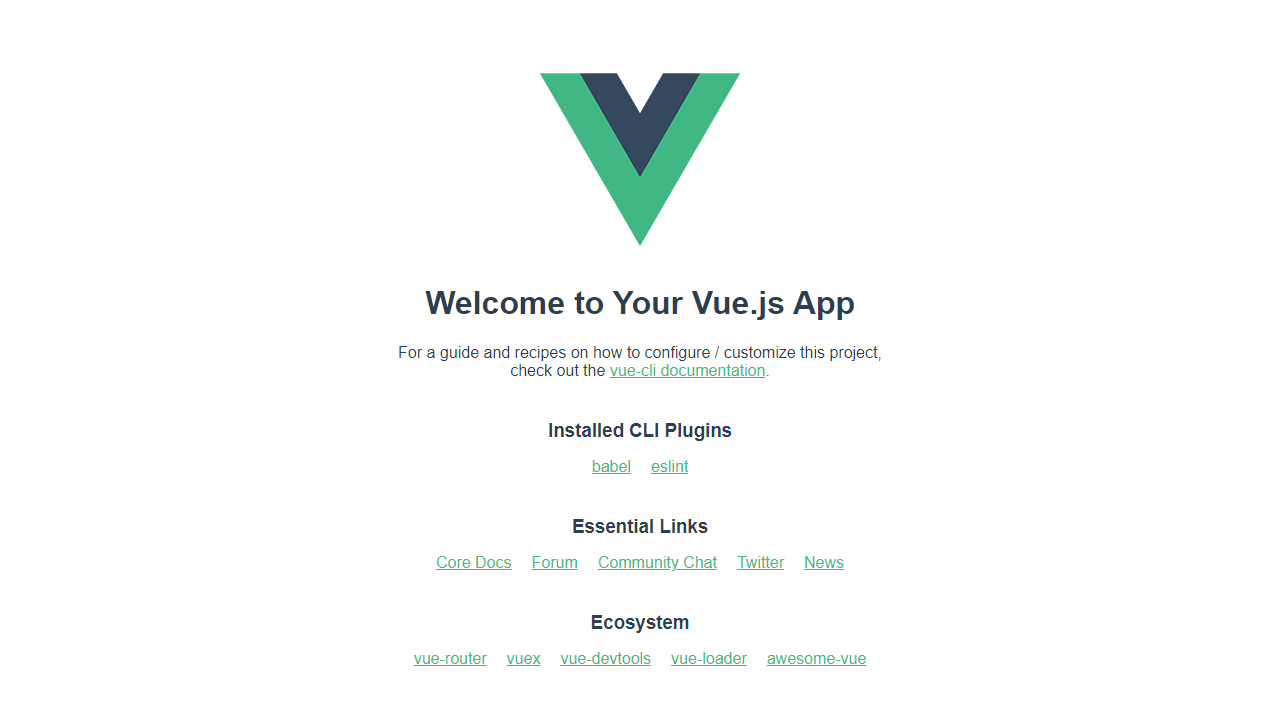 Welcome to Your Vue.js App
For a guide and recipes on how to configure / customize this project,
check out the vue-cli documentation.
Installed CLI Plugins
babel eslint
Essential Links
Core Docs Forum Community Chat Twitter News
Ecosystem
vue-router vuex vue-devtools vue-loader awesome-vue